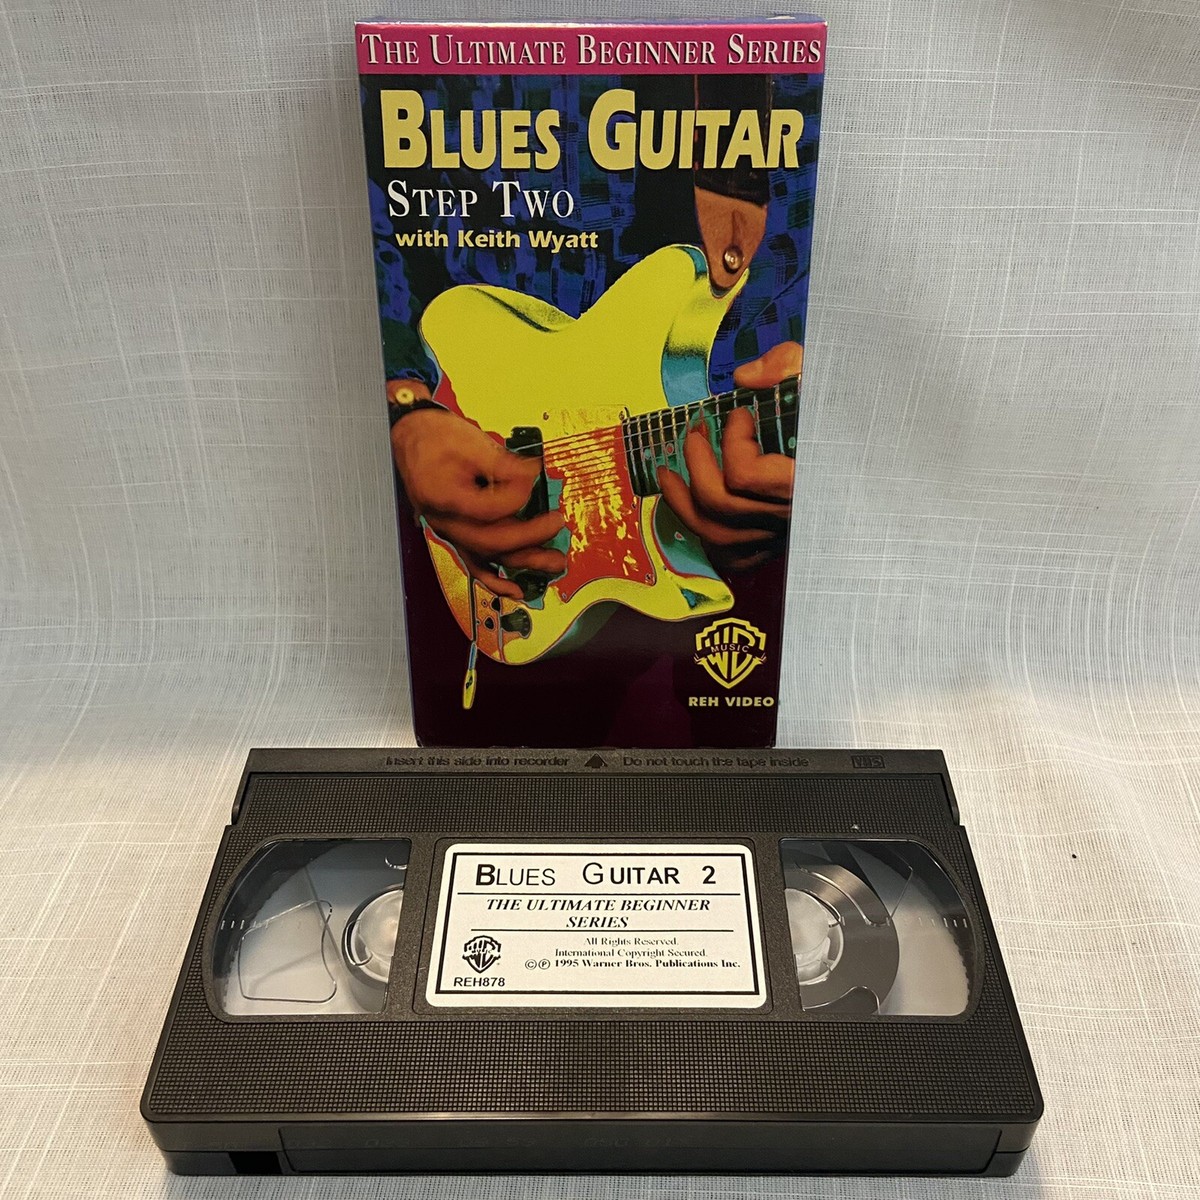 THE ULTIMATE BEGINNER SERIES
BLUES GUITAR
STEP TWO
with Keith Wyatt
MUSIC
REH VIDEO
Insert this side into recorder Do not touch the tape inside VHS
BLUES GUITAR 2
THE ULTIMATE BEGINNER
SERIES
All Rights Reserved.
International Copyright Secured.
©℗ 1995 Warner Bros. Publications Inc.
REH878